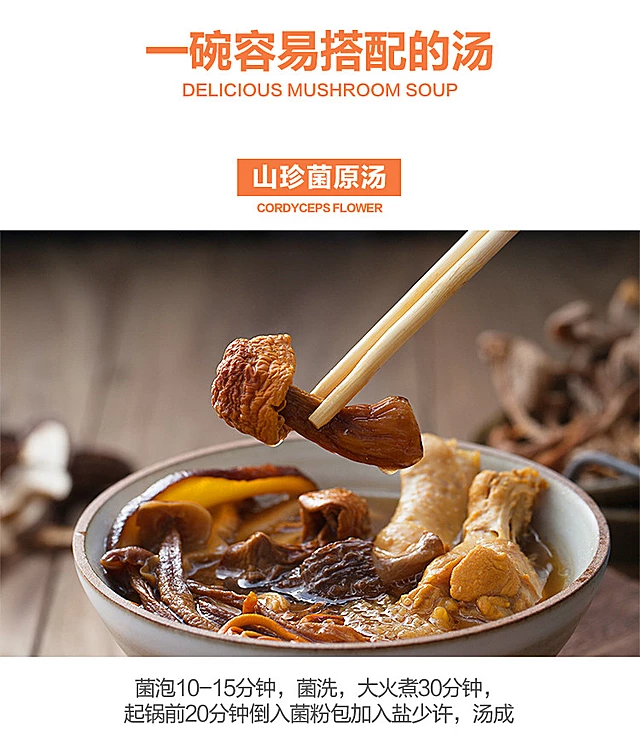 一碗容易搭配的汤
DELICIOUS MUSHROOM SOUP
山珍菌原汤
CORDYCEPS FLOWER
菌泡10-15分钟，菌洗，大火煮30分钟，
起锅前20分钟倒入菌粉包加入盐少许，汤成